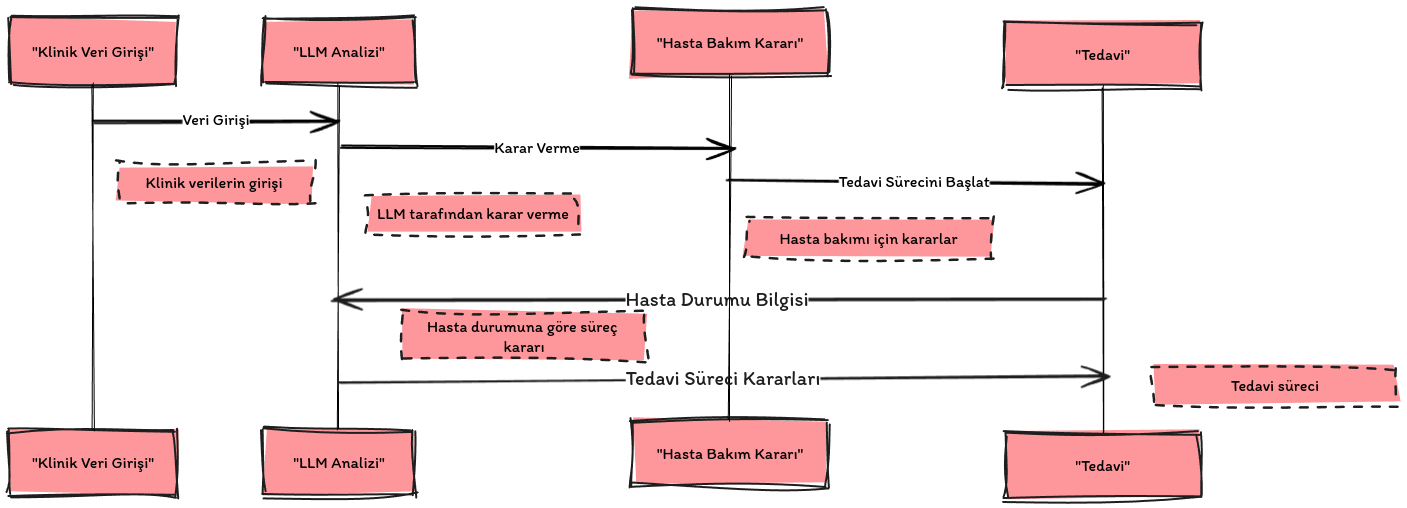 "Klinik Veri Girişi"
"LLM Analizi"
"Hasta Bakım Kararı"
"Tedavi"
Veri Girişi
Karar Verme
Klinik verilerin girişi
Tedavi Sürecini Başlat
LLM tarafından karar verme
Hasta bakımı için kararlar
Hasta Durumu Bilgisi
Hasta durumuna göre süreç
kararı
Tedavi Süreci Kararları
Tedavi süreci
"Klinik Veri Girişi"
"LLM Analizi"
"Hasta Bakım Kararı"
"Tedavi"